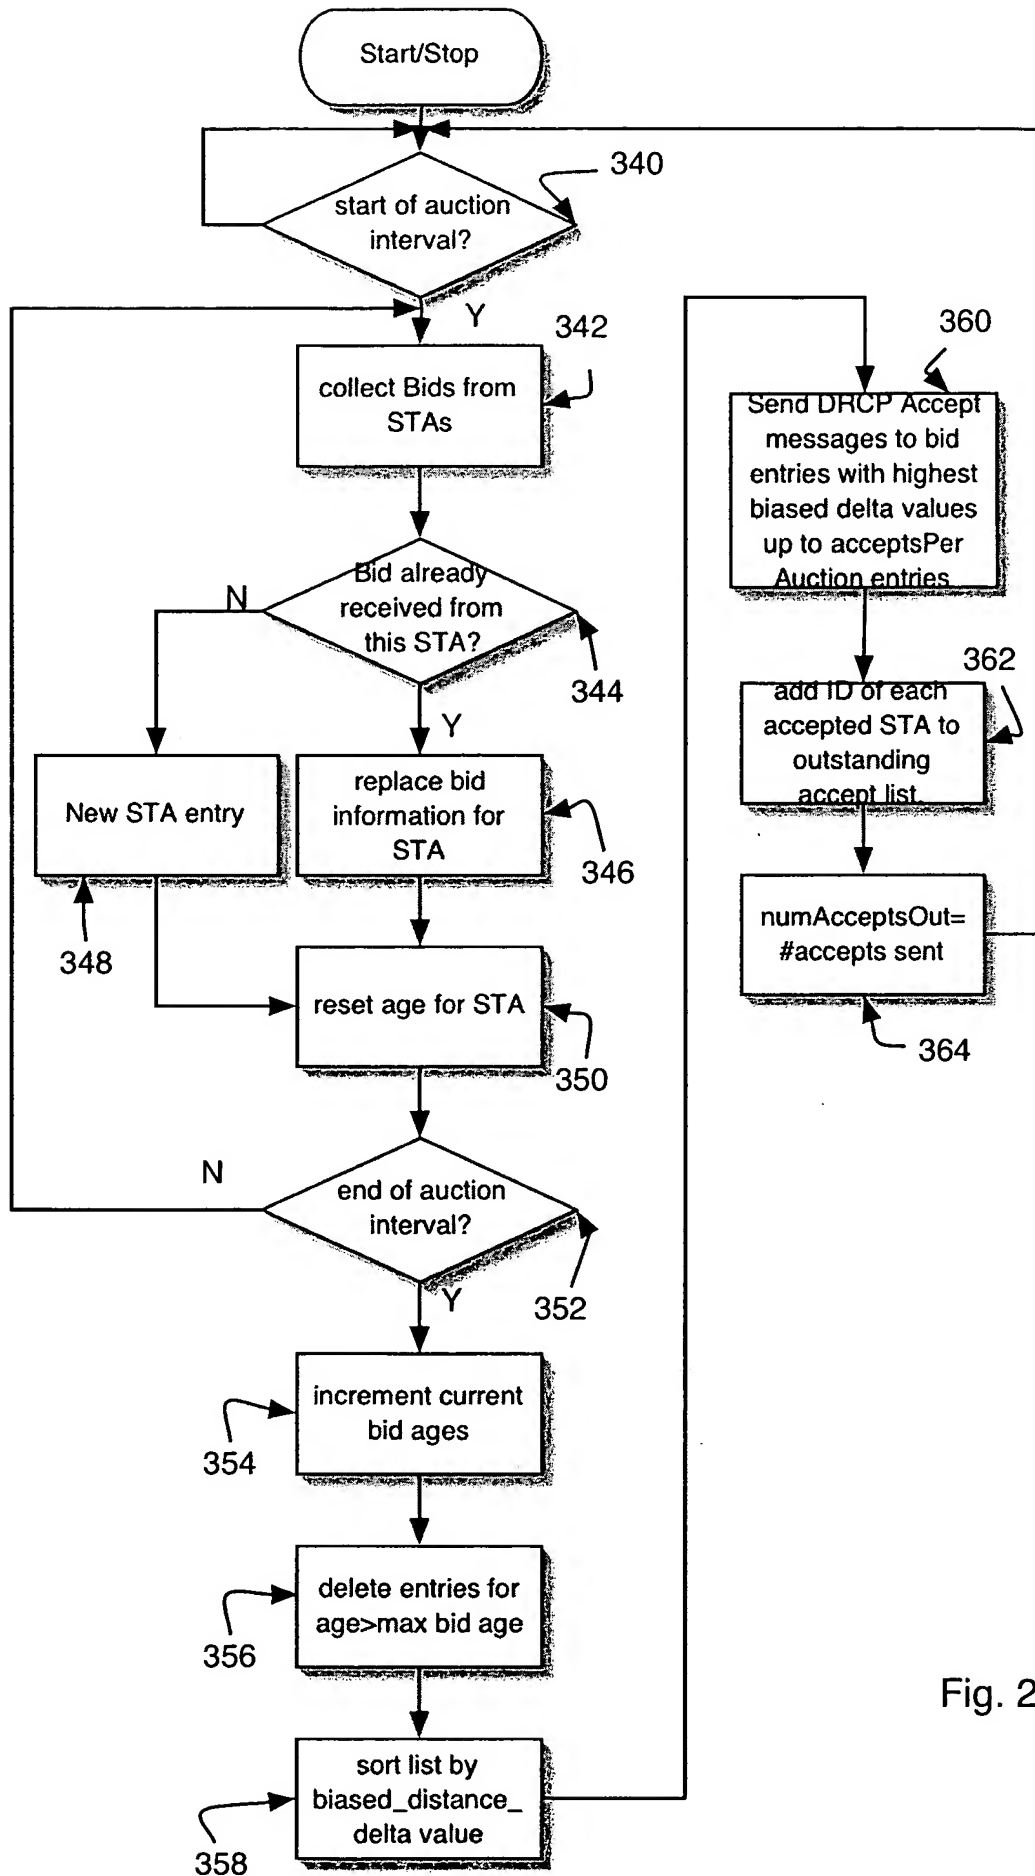 Start/Stop
start of auction
interval?
340
Y
342
collect Bids from
STAs
Bid already
received from
this STA?
N
344
Y
New STA entry
348
replace bid
information for
STA
346
reset age for STA
350
N
end of auction
interval?
352
Y
increment current
bid ages
354
delete entries for
age>max bid age
356
sort list by
biased_distance_
delta value
358
360
Send DRCP Accept
messages to bid
entries with highest
biased delta values
up to acceptsPer
Auction entries
362
add ID of each
accepted STA to
outstanding
accept list.
numAcceptsOut=
#accepts sent
364
Fig. 2